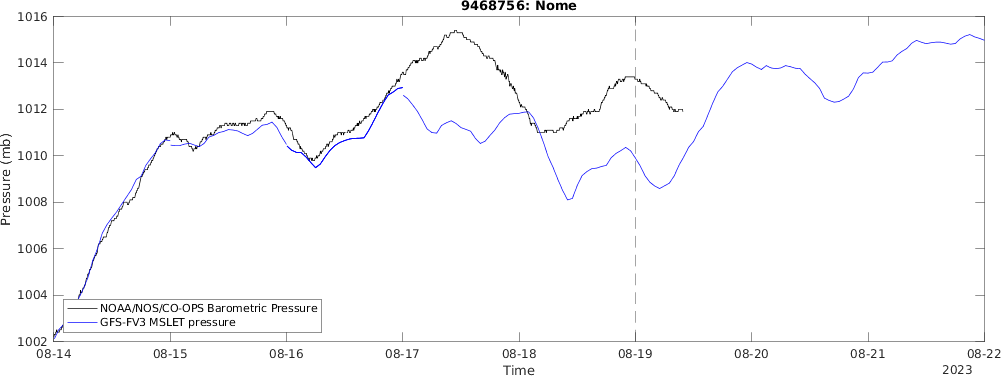 9468756: Nome
Pressure (mb)
1016
1014
1012
1010
1008
1006
1004
1002
NOAA/NOS/CO-OPS Barometric Pressure
GFS-FV3 MSLET pressure
08-14 08-15 08-16 08-17 08-18 08-19 08-20 08-21 08-22
Time
2023